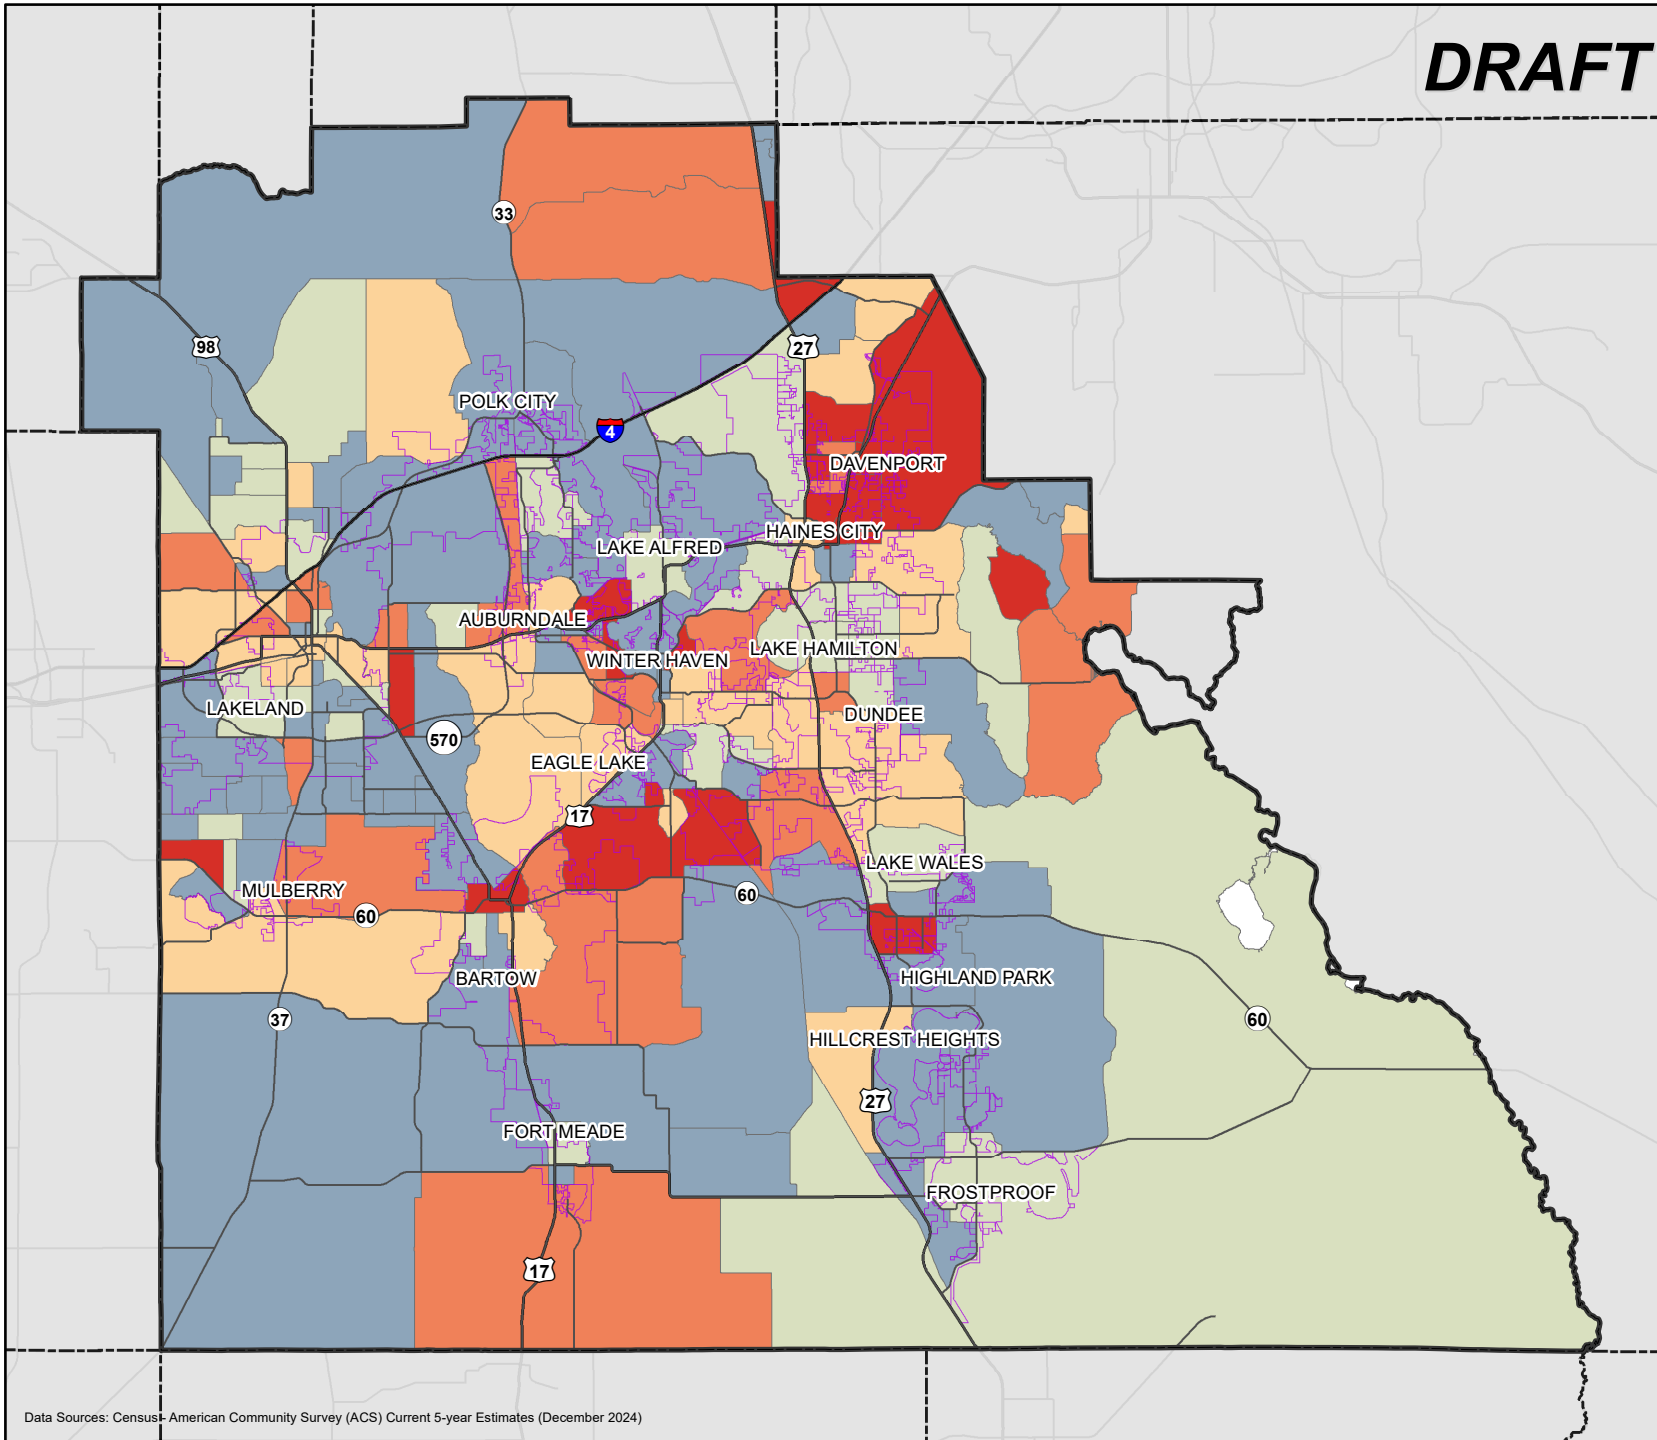 DRAFT
33
98
27
POLK CITY
4
DAVENPORT
HAINES CITY
LAKE ALFRED
AUBURNDALE
LAKE HAMILTON
WINTER HAVEN
LAKELAND
DUNDEE
570
EAGLE LAKE
17
LAKE WALES
MULBERRY
60
60
BARTOW
HIGHLAND PARK
37
60
HILLCREST HEIGHTS
27
FORT MEADE
FROSTPROOF
17
Data Sources: Census - American Community Survey (ACS) Current 5-year Estimates (December 2024)